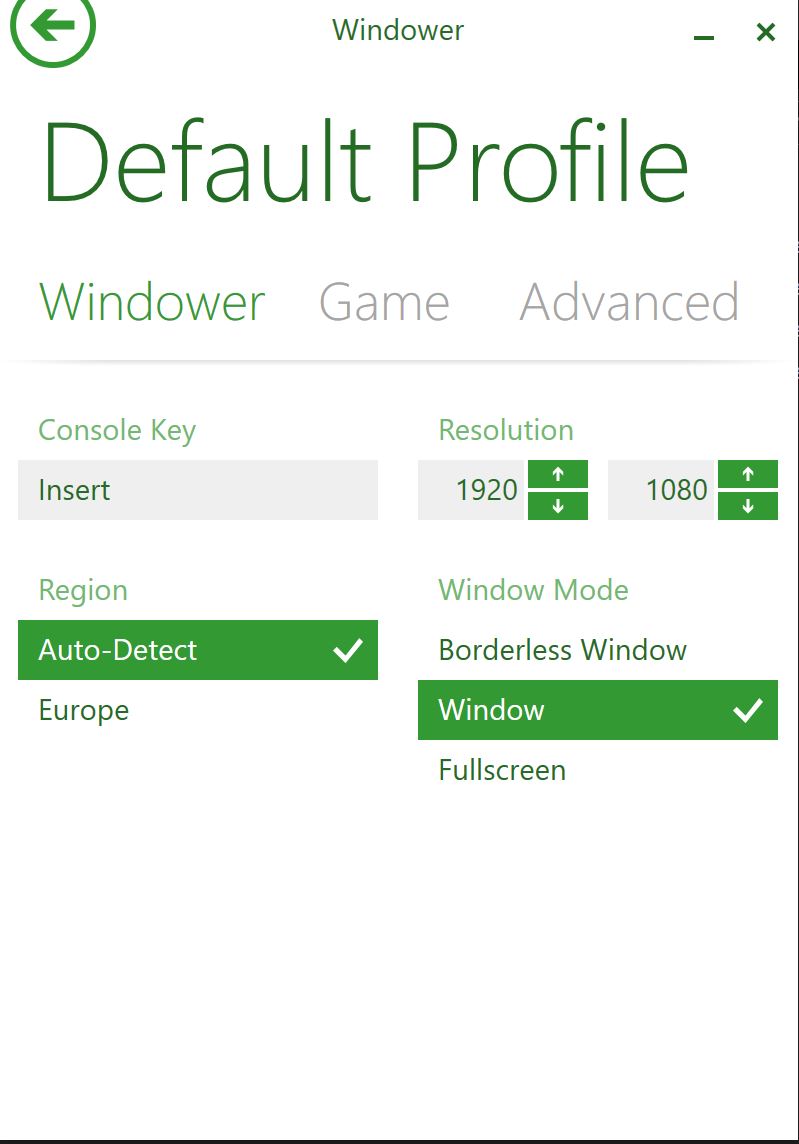 Windower
Default Profile
Windower Game Advanced
Console Key
Insert
Resolution
1920 1080
Region
Auto-Detect
Europe
Window Mode
Borderless Window
Window
Fullscreen